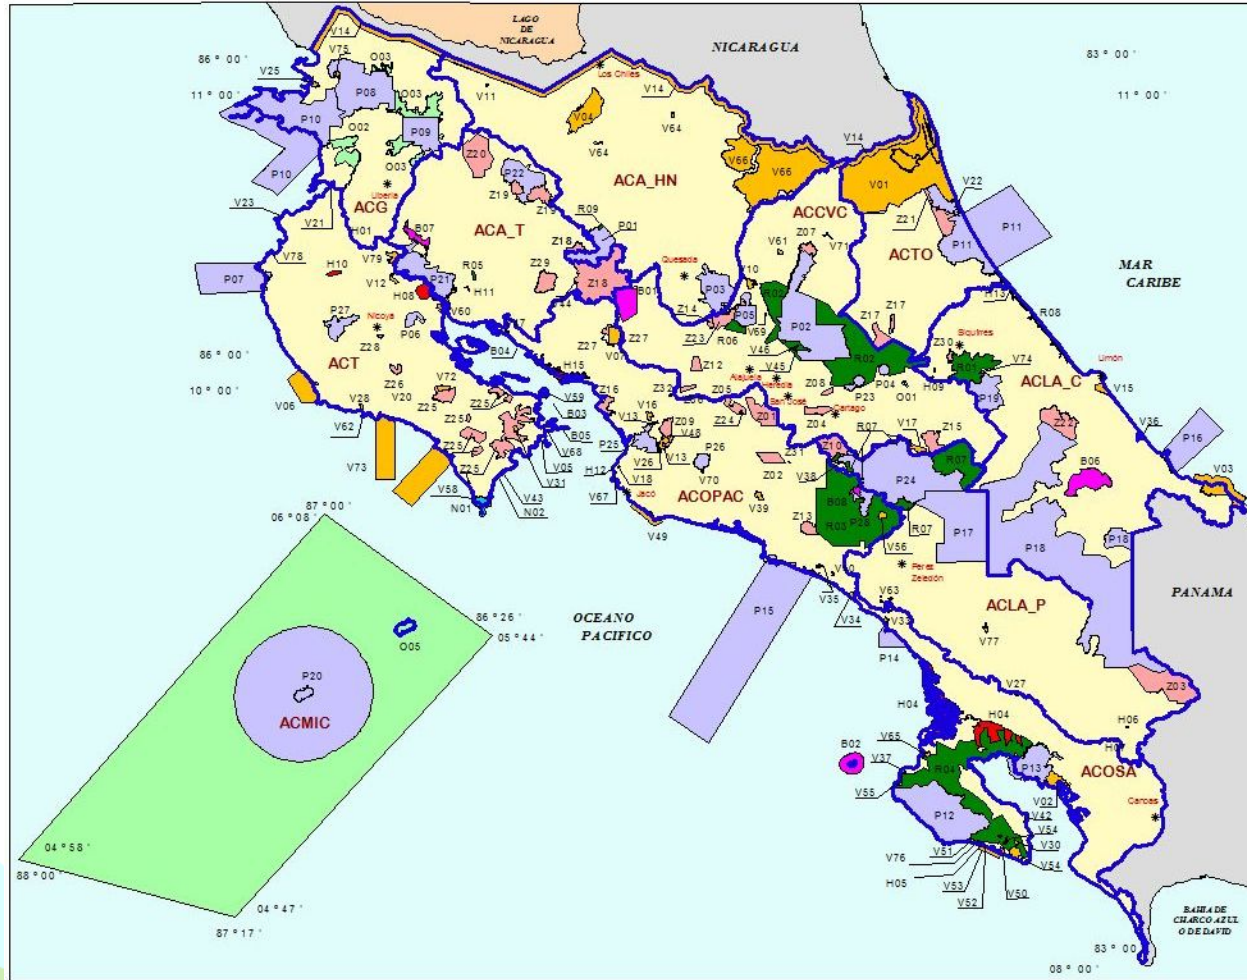 LAGO
DE
NICARAGUA
NICARAGUA
86° 00'
11° 00'
83° 00'
11° 00'
V14
V75
O03
V25
P08
O03
P10
O02
P09
P10
O03
Liberia
ACG
V23
V21
H01
V11
Los Chiles
V14
V04
V64
V64
V66
V66
ACA_HN
Z20
P22
Z19
Z19
R09
P01
ACA_T
Z18
Z18
Z29
R05
H11
B07
V79
V12
P21
H08
V60
V78
H10
P07
P27
Nicoya
P06
Z28
ACT
Z26
V20
V72
Z25
Z25
Z25
Z25
Z25
86° 00'
10° 00'
V06
V28
V62
V73
V58
N01
N02
V43
V31
V05
V68
B05
B03
V59
B04
H15
Quesada
P03
Z14
Z23
R06
P05
V69
V10
B01
Z27
Z27
Z12
V14
V01
V22
Z21
P11
P11
ACCVC
Z07
V61
V71
ACTO
MAR
CARIBE
R02
P02
R02
V46
V45
Z17
Z17
H13
R08
Siquirres
Z30
R01
V74
H09
P19
Limón
V15
ACLA_C
V36
P16
V03
Z22
B06
P18
P18
Alajuela
Heredia
San José
Cartago
Z08
P23
P04
O01
Z04
Z32
Z05
Z24
Z01
Z16
V13
V16
Z09
V48
V13
P25
V26
H12
V18
V67
Jacó
P26
V70
Z02
Z31
ACOPAC
V39
V49
Z13
R07
V17
Z15
Z10
V38
R07
P24
B08
R03
P28
V56
R07
P17
Perez
Zeledón
V35
V34
V63
V33
P14
P15
ACLA_P
V77
V27
Z03
H06
PANAMA
OCEANO
PACIFICO
H04
H04
V65
V37
V55
B02
R04
P12
P13
V02
V42
V54
V30
V54
V50
V51
V76
H05
V53
V52
ACOSA
BAHIA DE
CHARCO AZUL
O DE DAVID
83° 00'
08° 00'
87° 00'
06° 08'
86° 26'
05° 44'
O05
P20
ACMIC
04° 58'
88° 00'
04° 47'
87° 17'